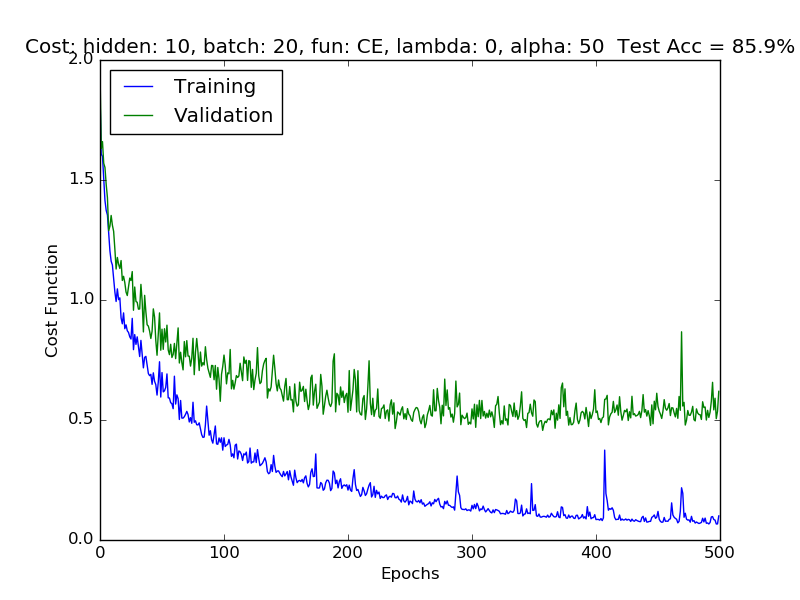 Cost: hidden: 10, batch: 20, fun: CE, lambda: 0, alpha: 50  Test Acc = 85.9%
2.0
Training
Validation
1.5
Cost Function
1.0
0.5
0.0
0 100 200 300 400 500
Epochs